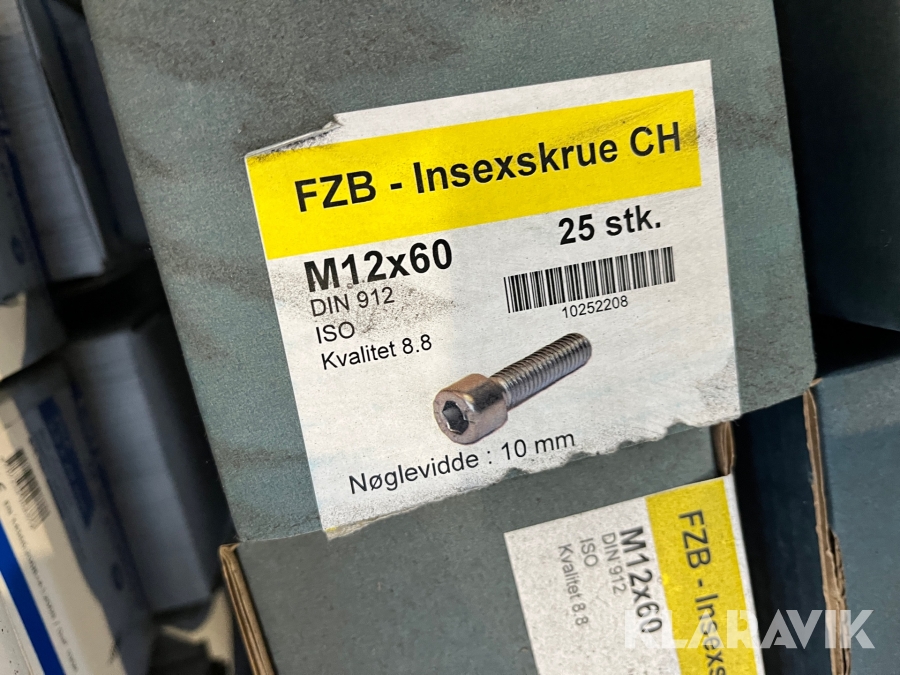 FZB - Insexskrue CH
M12x60
25 stk.
DIN 912
ISO
Kvalitet 8.8
10252208
Nøglevidde : 10 mm
FZB - Insexs
M12x60
DIN 912
ISO
Kvalitet 8.8
KLARAVIK